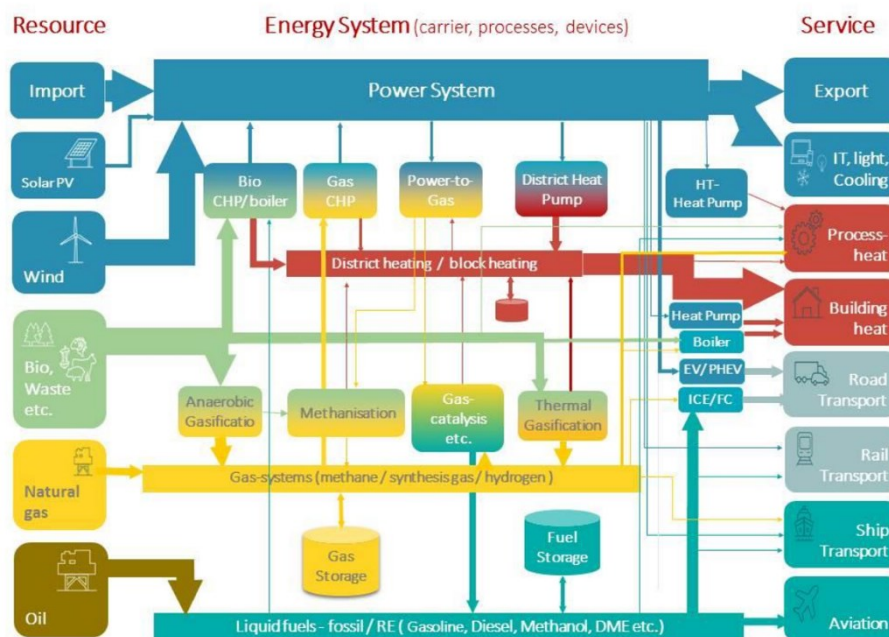 Resource
Energy System (carrier, processes, devices)
Service
Import
Power System
Export
Solar PV
IT, light,
Cooling
Bio
CHP/boiler
Gas
CHP
Power-to-
Gas
District Heat
Pump
HT-
Heat Pump
Process-
heat
Wind
District heating / block heating
Building
heat
Heat Pump
Boiler
Bio,
Waste
etc.
EV/PHEV
ICE/FC
Road
Transport
Anaerobic
Gasificatio
Methanisation
Gas-
catalysis
etc.
Thermal
Gasification
Rail
Transport
Natural
gas
Gas-systems (methane / synthesis gas / hydrogen )
Gas
Storage
Fuel
Storage
Ship
Transport
Oil
Liquid fuels - fossil / RE ( Gasoline, Diesel, Methanol, DME etc.)
Aviation